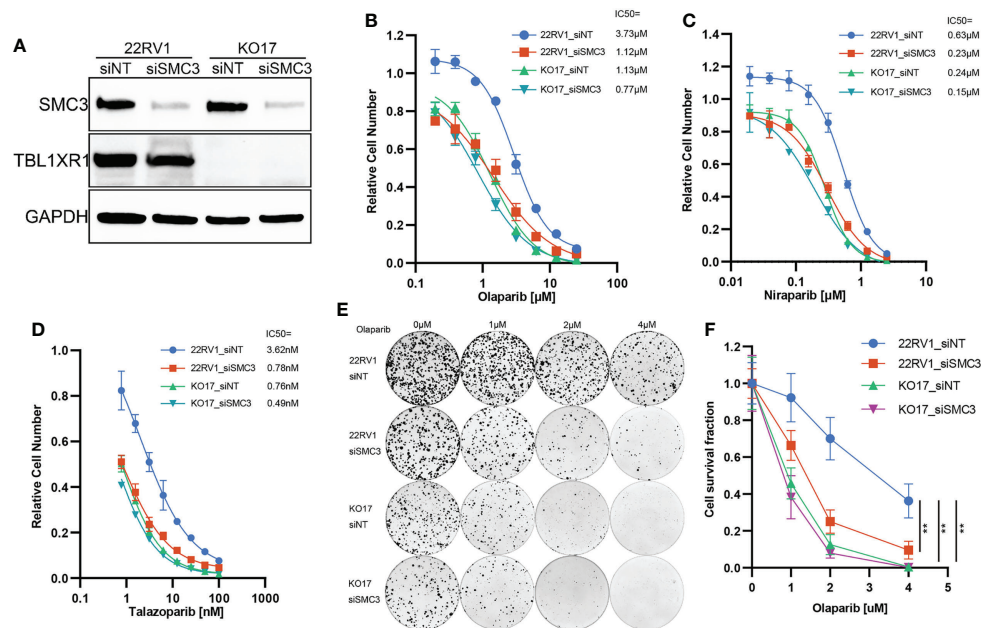 A
22RV1 KO17
siNT siSMC3 siNT siSMC3
SMC3
TBL1XR1
GAPDH
B
IC50=
22RV1_siNT 3.73µM
22RV1_siSMC3 1.12µM
KO17_siNT 1.13µM
KO17_siSMC3 0.77µM
Relative Cell Number
1.2
1.0
0.8
0.6
0.4
0.2
0.0
0.1 1 10 100
Olaparib [µM]
C
IC50=
22RV1_siNT 0.63µM
22RV1_siSMC3 0.23µM
KO17_siNT 0.24µM
KO17_siSMC3 0.15µM
Relative Cell Number
1.4
1.2
1.0
0.8
0.6
0.4
0.2
0.0
0.01 0.1 1 10
Niraparib [µM]
D
IC50=
22RV1_siNT 3.62nM
22RV1_siSMC3 0.78nM
KO17_siNT 0.76nM
KO17_siSMC3 0.49nM
Relative Cell Number
1.0
0.8
0.6
0.4
0.2
0.0
0.1 1 10 100 1000
Talazoparib [nM]
E
Olaparib 0µM 1µM 2µM 4µM
22RV1
siNT
22RV1
siSMC3
KO17
siNT
KO17
siSMC3
F
22RV1_siNT
22RV1_siSMC3
KO17_siNT
KO17_siSMC3
Cell survival fraction
1.2
1.0
0.8
0.6
0.4
0.2
0.0
** ** **
0 1 2 3 4 5
Olaparib [uM]